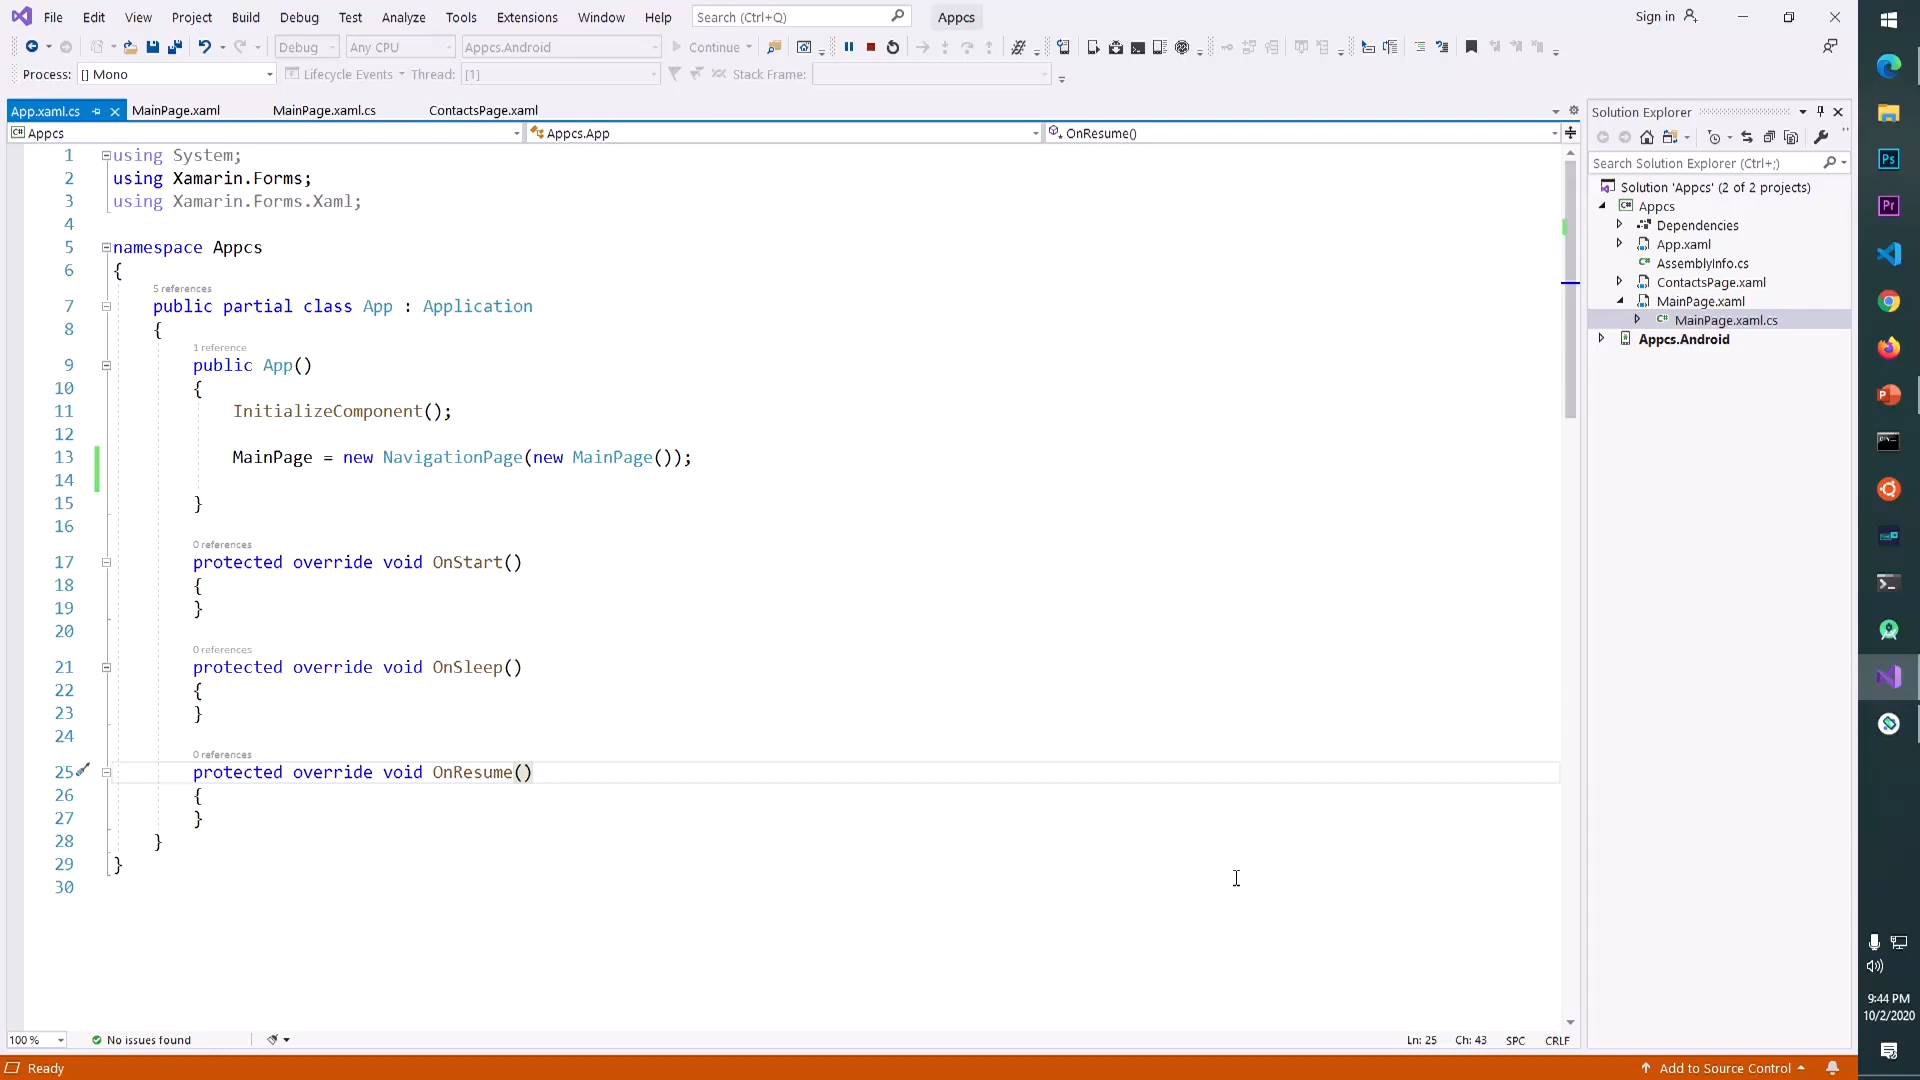 File Edit View Project Build Debug Test Analyze Tools Extensions Window Help Search (Ctrl+Q) Appcs Sign in
Debug Any CPU Appcs.Android Continue
Process: [] Mono Lifecycle Events Thread: [1] Stack Frame:
App.xaml.cs MainPage.xaml MainPage.xaml.cs ContactsPage.xaml
Appcs Appcs.App OnResume()
1 using System;
2 using Xamarin.Forms;
3 using Xamarin.Forms.Xaml;
4
5 namespace Appcs
6 {
5 references
7 public partial class App : Application
8 {
1 reference
9 public App()
10 {
11 InitializeComponent();
12
13 MainPage = new NavigationPage(new MainPage());
14
15 }
16
0 references
17 protected override void OnStart()
18 {
19 }
20
0 references
21 protected override void OnSleep()
22 {
23 }
24
0 references
25 protected override void OnResume()
26 {
27 }
28 }
29 }
30
100 % No issues found Ln: 25 Ch: 43 SPC CRLF
Ready Add to Source Control
Solution Explorer
Search Solution Explorer (Ctrl+;)
Solution 'Appcs' (2 of 2 projects)
C# Appcs
Dependencies
App.xaml
C# AssemblyInfo.cs
ContactsPage.xaml
MainPage.xaml
C# MainPage.xaml.cs
Appcs.Android
Ps
Pr
9:44 PM
10/2/2020